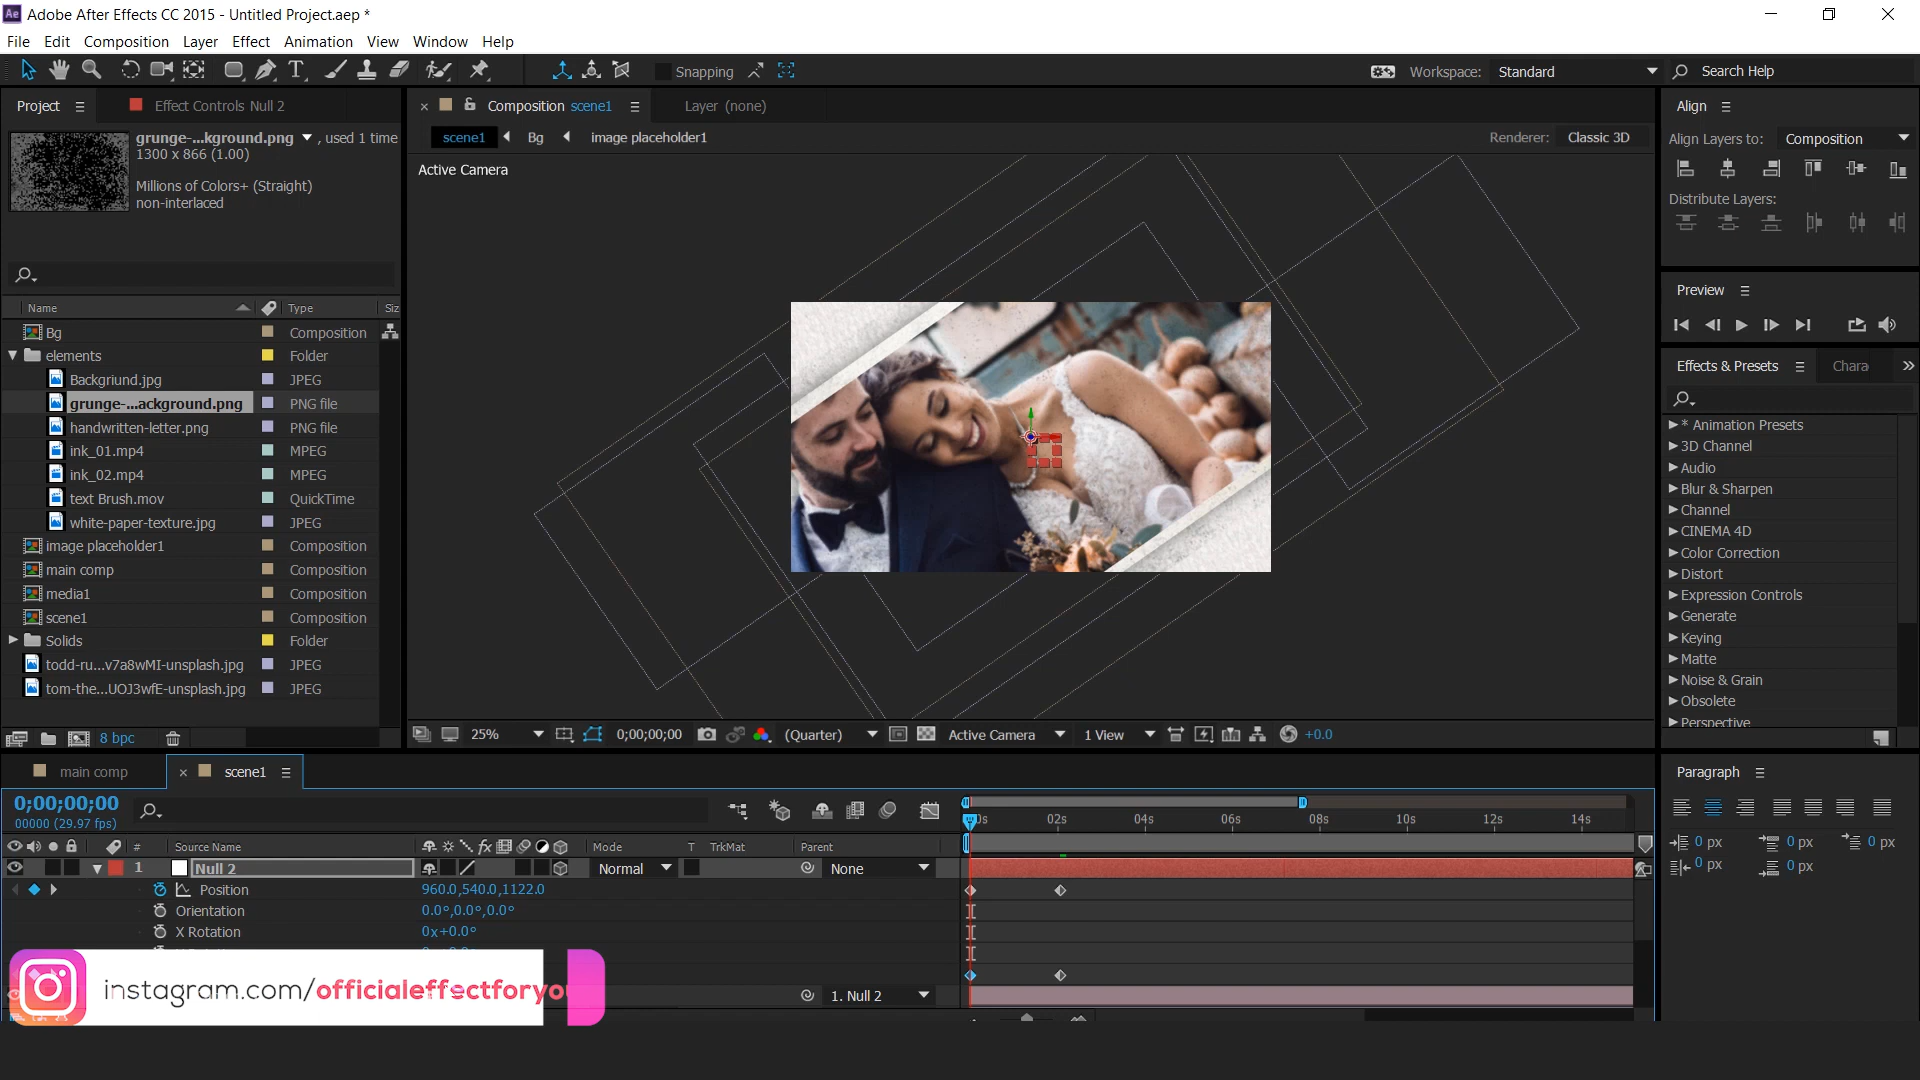 Ae Adobe After Effects CC 2015 - Untitled Project.aep *
File Edit Composition Layer Effect Animation View Window Help
Snapping Workspace: Standard Search Help
Project Effect Controls Null 2
Composition scene1 Layer (none)
Align
grunge-...kground.png , used 1 time
1300 x 866 (1.00)
Millions of Colors+ (Straight)
non-interlaced
scene1 Bg image placeholder1
Renderer: Classic 3D
Active Camera
Align Layers to: Composition
Distribute Layers:
Preview
Name Type Siz
Bg Composition
elements Folder
Backgriund.jpg JPEG
grunge-...ackground.png PNG file
handwritten-letter.png PNG file
ink_01.mp4 MPEG
ink_02.mp4 MPEG
text Brush.mov QuickTime
white-paper-texture.jpg JPEG
image placeholder1 Composition
main comp Composition
media1 Composition
scene1 Composition
Solids Folder
todd-ru...v7a8wMI-unsplash.jpg JPEG
tom-the...UOJ3wfE-unsplash.jpg JPEG
8 bpc
Effects & Presets Chara
* Animation Presets
3D Channel
Audio
Blur & Sharpen
Channel
CINEMA 4D
Color Correction
Distort
Expression Controls
Generate
Keying
Matte
Noise & Grain
Obsolete
Perspective
25% 0;00;00;00 (Quarter) Active Camera 1 View +0.0
main comp scene1
0;00;00;00
00000 (29.97 fps)
0s 02s 04s 06s 08s 10s 12s 14s
# Source Name fx Mode T TrkMat Parent
1 Null 2 Normal None
Position 960.0,540.0,1122.0
Orientation 0.0°,0.0°,0.0°
X Rotation 0x+0.0°
1. Null 2
instagram.com/officialeffectforyou
Paragraph
0 px 0 px 0 px
0 px 0 px